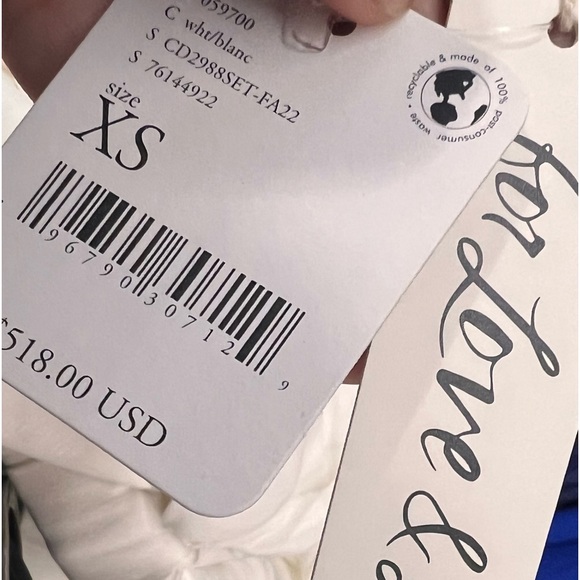 059700
C wht/blanc
S CD2988SET-FA22
S 76144922
size
XS
96790 30712 9
$518.00 USD
recyclable & made of 100% post-consumer waste
for Love &